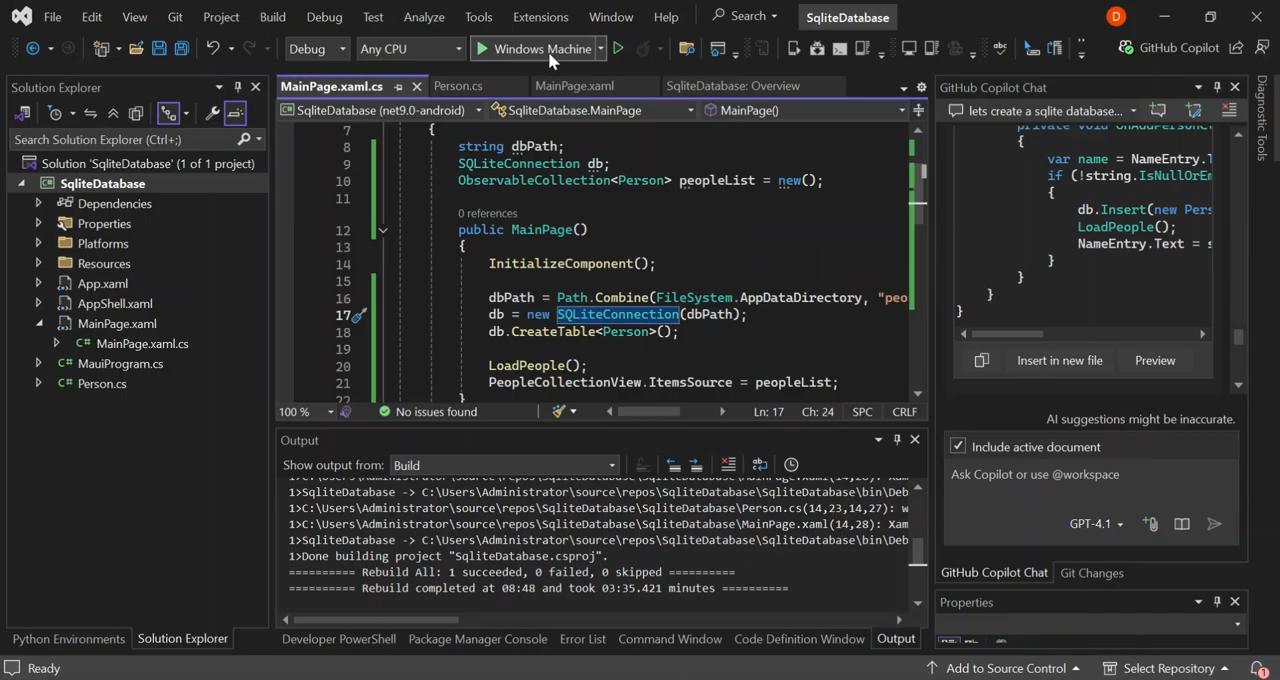 File Edit View Git Project Build Debug Test Analyze Tools Extensions Window Help Search SqliteDatabase D
Debug Any CPU Windows Machine GitHub Copilot
Solution Explorer
Search Solution Explorer (Ctrl+;)
Solution 'SqliteDatabase' (1 of 1 project)
SqliteDatabase
Dependencies
Properties
Platforms
Resources
App.xaml
AppShell.xaml
MainPage.xaml
MainPage.xaml.cs
MauiProgram.cs
Person.cs
Python Environments Solution Explorer
MainPage.xaml.cs Person.cs MainPage.xaml SqliteDatabase: Overview
SqliteDatabase (net9.0-android) SqliteDatabase.MainPage MainPage()
7 {
8 string dbPath;
9 SQLiteConnection db;
10 ObservableCollection<Person> peopleList = new();
11
0 references
12 public MainPage()
13 {
14 InitializeComponent();
15
16 dbPath = Path.Combine(FileSystem.AppDataDirectory, "peo
17 db = new SQLiteConnection(dbPath);
18 db.CreateTable<Person>();
19
20 LoadPeople();
21 PeopleCollectionView.ItemsSource = peopleList;
22 }
100 % No issues found Ln: 17 Ch: 24 SPC CRLF
Output
Show output from: Build
1>SqliteDatabase -> C:\Users\Administrator\source\repos\SqliteDatabase\SqliteDatabase\bin\Deb
1>C:\Users\Administrator\source\repos\SqliteDatabase\SqliteDatabase\Person.cs(14,23,14,27): w
1>C:\Users\Administrator\source\repos\SqliteDatabase\SqliteDatabase\MainPage.xaml(14,28): Xam
1>SqliteDatabase -> C:\Users\Administrator\source\repos\SqliteDatabase\SqliteDatabase\bin\Deb
1>Done building project "SqliteDatabase.csproj".
========== Rebuild All: 1 succeeded, 0 failed, 0 skipped ==========
========== Rebuild completed at 08:48 and took 03:35.421 minutes ==========
Developer PowerShell Package Manager Console Error List Command Window Code Definition Window Output
GitHub Copilot Chat
lets create a sqlite database...
{
var name = NameEntry.T
if (!string.IsNullOrEm
{
db.Insert(new Pers
LoadPeople();
NameEntry.Text = s
}
}
}
}
Insert in new file Preview
AI suggestions might be inaccurate.
Include active document
Ask Copilot or use @workspace
GPT-4.1
GitHub Copilot Chat Git Changes
Properties
Diagnostic Tools
Ready Add to Source Control Select Repository 1